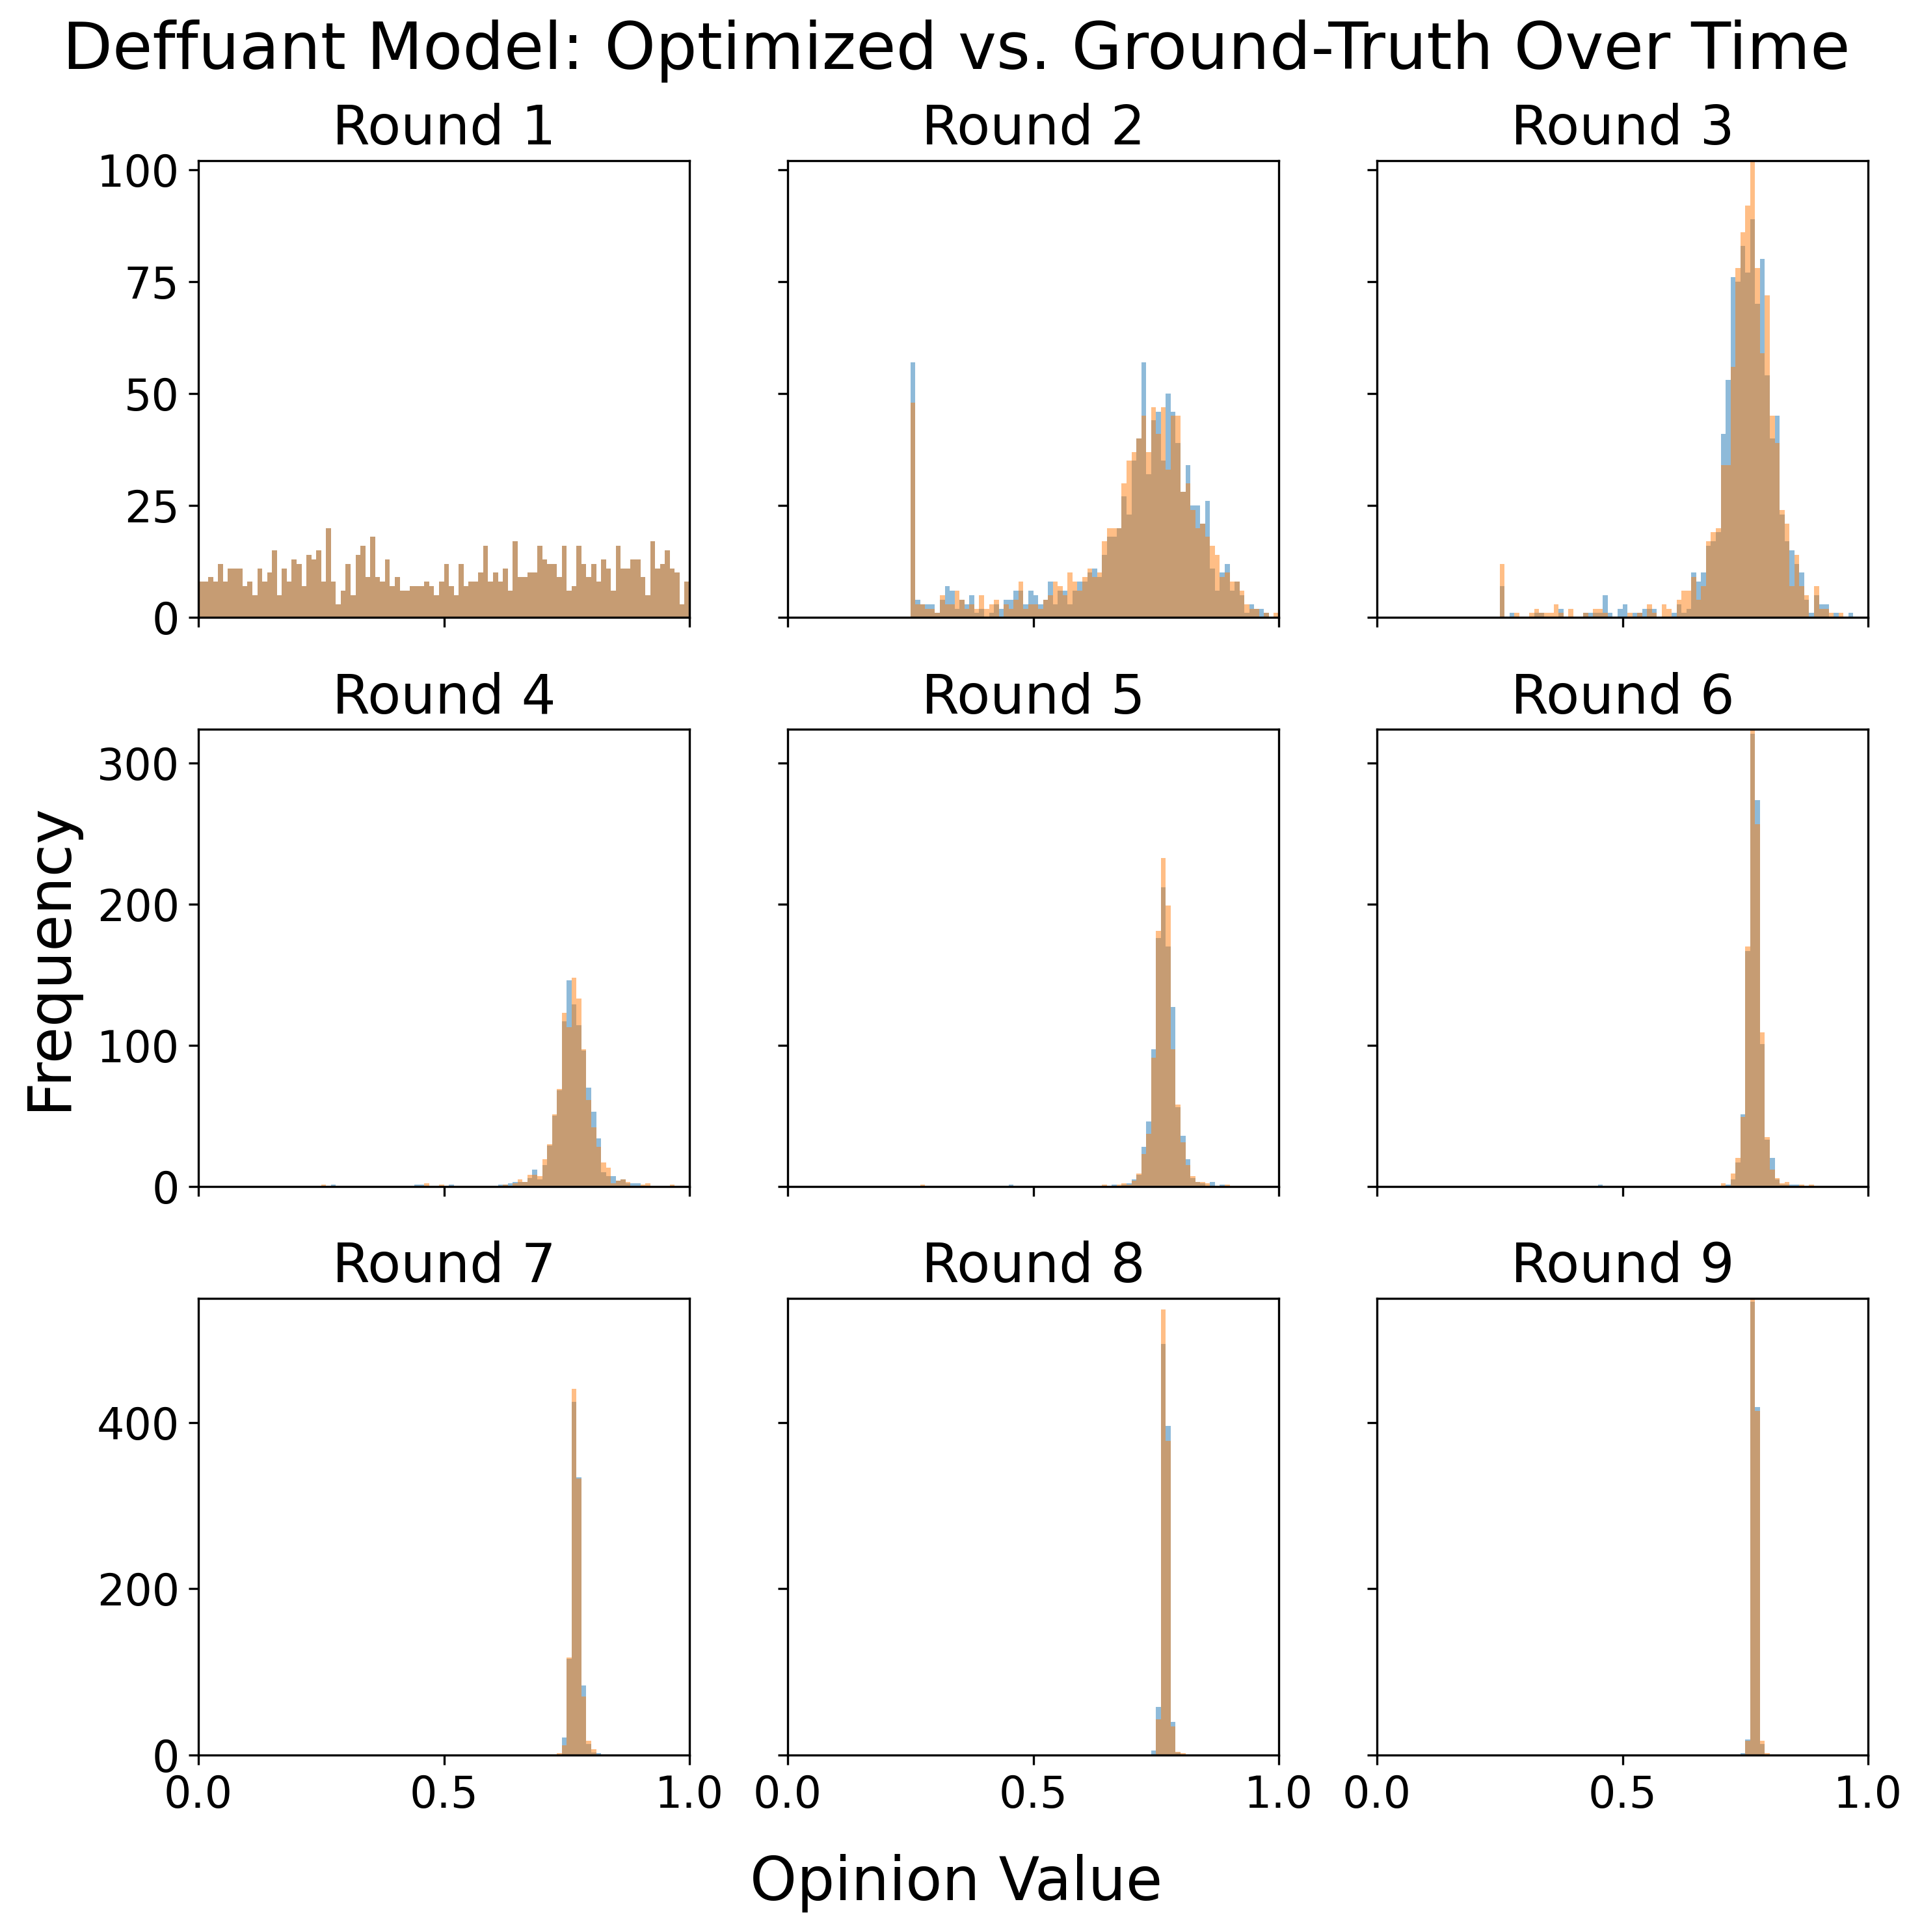 Deffuant Model: Optimized vs. Ground-Truth Over Time
Round 1
Round 2
Round 3
100
75
50
25
0
Round 4
Round 5
Round 6
300
200
100
0
Frequency
Round 7
Round 8
Round 9
400
200
0
0.0 0.5 1.0 0.0 0.5 1.0 0.0 0.5 1.0
Opinion Value